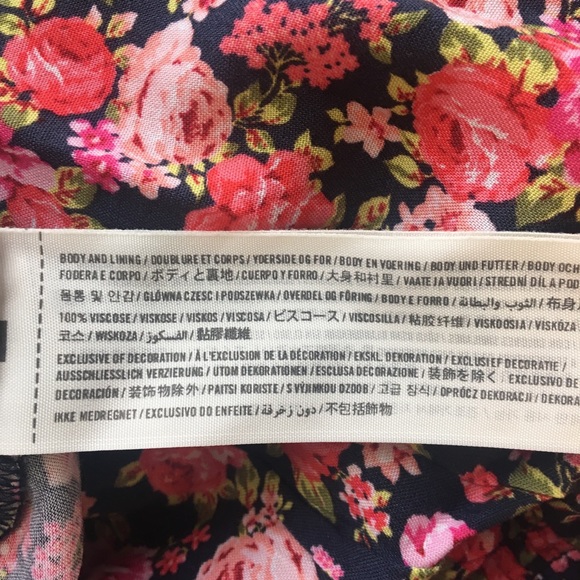 BODY AND LINING / DOUBLURE ET CORPS / YDERSIDE OG FOR / BODY EN VOERING / BODY UND FUTTER / BODY OCH
FODERA E CORPO / ボディと裏地 / CUERPO Y FORRO / 大身和衬里 / VAATE JA VUORI / STREDNÍ DÍL A POD
몸통 및 안감 / GŁÓWNA CZESC I PODSZEWKA / OVERDEL OG FÔRING / BODY E FORRO / الثوب والبطانة / 布身
100% VISCOSE / VISKOSE / VISKOS / VISCOSA / ビスコース / VISCOSILLA / 粘胶纤维 / VISKOOSIA / VISKÓZA
코스 / WISKOZA / الفسكوز / 黏膠纖維
EXCLUSIVE OF DECORATION / À L'EXCLUSION DE LA DÉCORATION / EKSKL. DEKORATION / EXCLUSIEF DECORATIE /
AUSSCHLIESSLICH VERZIERUNG / UTOM DEKORATIONEN / ESCLUSA DECORAZIONE / 装飾を除く / EXCLUSIVO DE
DECORACIÓN / 装饰物除外 / PAITSI KORISTE / S VÝJIMKOU OZDOB / 고급 장식 / OPRÓCZ DEKORACJI / DEKORA
IKKE MEDREGNET / EXCLUSIVO DO ENFEITE / دون زخرفة / 不包括飾物